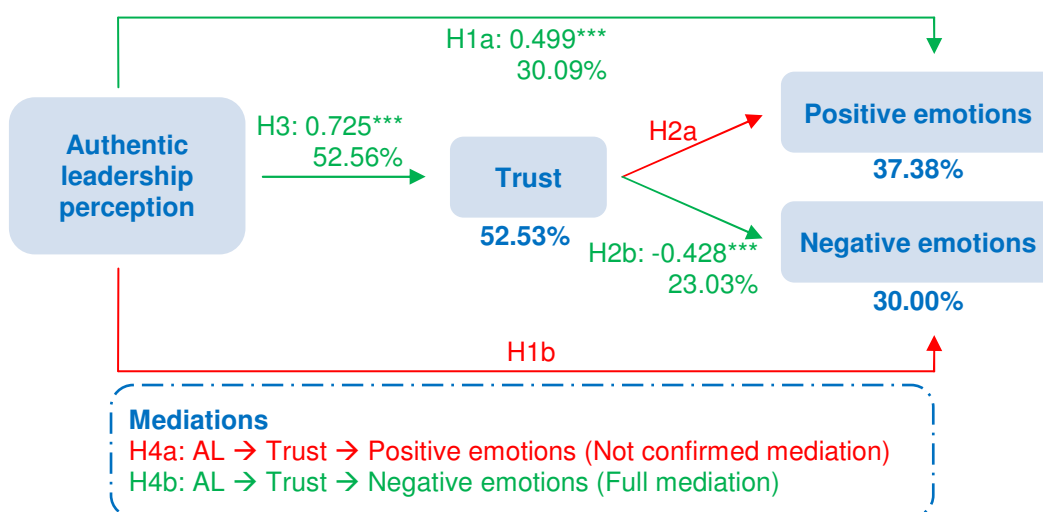 H1a: 0.499***
30.09%
Authentic
leadership
perception
H3: 0.725***
52.56%
Trust
52.53%
H2a
H2b: -0.428***
23.03%
Positive emotions
37.38%
Negative emotions
30.00%
H1b
Mediations
H4a: AL → Trust → Positive emotions (Not confirmed mediation)
H4b: AL → Trust → Negative emotions (Full mediation)